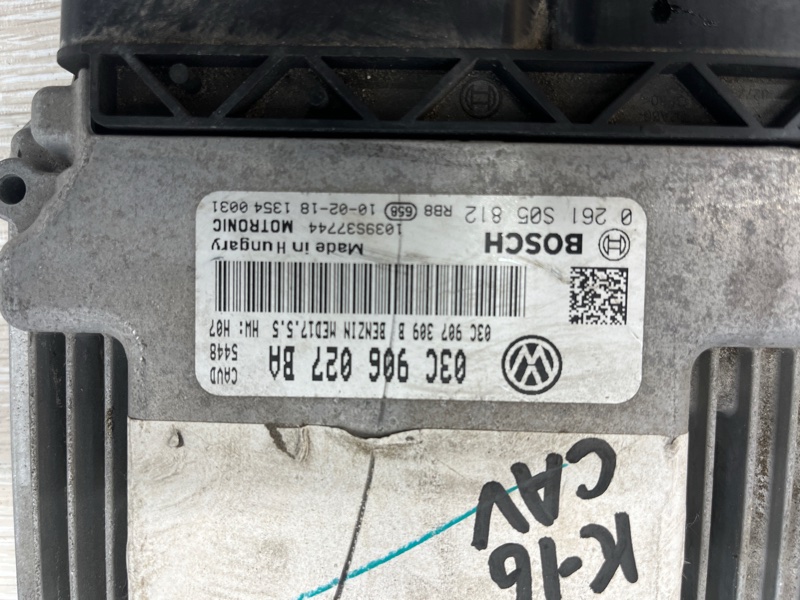 03C 906 027 BA
CAVD
5448
03C 907 309 B BENZIN MED17.5.5 HW: H07
BOSCH
Made in Hungary
1039S37744 MOTRONIC
0 261 S05 812 RB8 658 10-02-18 1354 0031
CAV
K-16